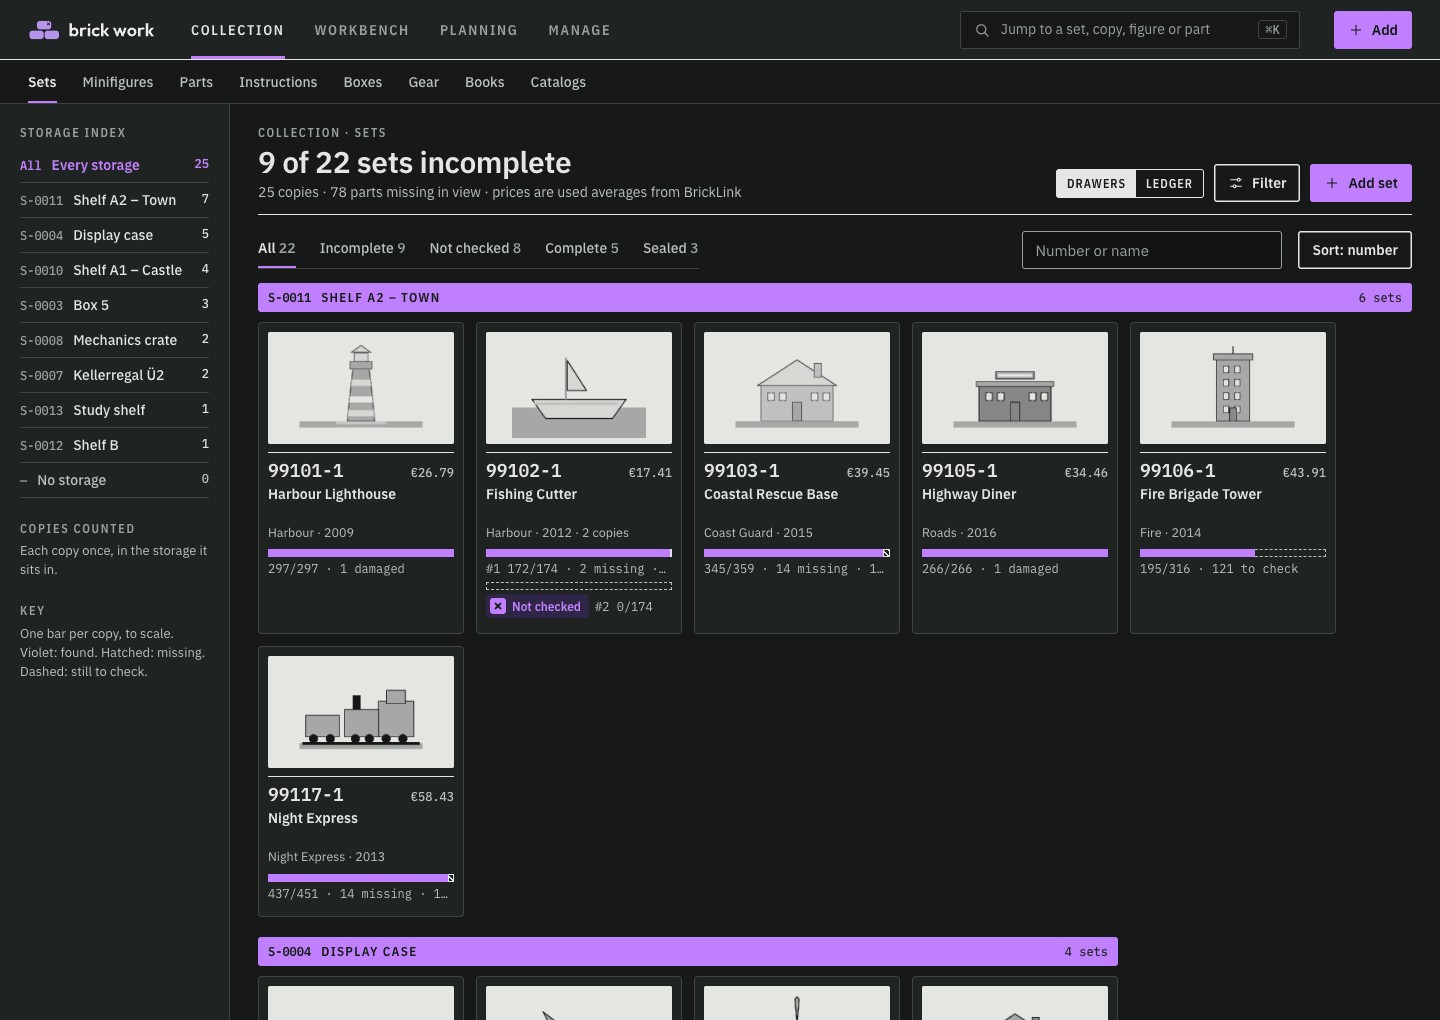 brick work
COLLECTION
WORKBENCH
PLANNING
MANAGE
Jump to a set, copy, figure or part
⌘K
Add
Sets
Minifigures
Parts
Instructions
Boxes
Gear
Books
Catalogs
STORAGE INDEX
All Every storage 25
S-0011 Shelf A2 – Town 7
S-0004 Display case 5
S-0010 Shelf A1 – Castle 4
S-0003 Box 5 3
S-0008 Mechanics crate 2
S-0007 Kellerregal Ü2 2
S-0013 Study shelf 1
S-0012 Shelf B 1
– No storage 0
COPIES COUNTED
Each copy once, in the storage it
sits in.
KEY
One bar per copy, to scale.
Violet: found. Hatched: missing.
Dashed: still to check.
COLLECTION · SETS
9 of 22 sets incomplete
25 copies · 78 parts missing in view · prices are used averages from BrickLink
DRAWERS
LEDGER
Filter
Add set
All 22
Incomplete 9
Not checked 8
Complete 5
Sealed 3
Number or name
Sort: number
S-0011 SHELF A2 – TOWN 6 sets
99101-1 €26.79
Harbour Lighthouse
Harbour · 2009
297/297 · 1 damaged
99102-1 €17.41
Fishing Cutter
Harbour · 2012 · 2 copies
#1 172/174 · 2 missing ·…
Not checked #2 0/174
99103-1 €39.45
Coastal Rescue Base
Coast Guard · 2015
345/359 · 14 missing · 1…
99105-1 €34.46
Highway Diner
Roads · 2016
266/266 · 1 damaged
99106-1 €43.91
Fire Brigade Tower
Fire · 2014
195/316 · 121 to check
99117-1 €58.43
Night Express
Night Express · 2013
437/451 · 14 missing · 1…
S-0004 DISPLAY CASE 4 sets